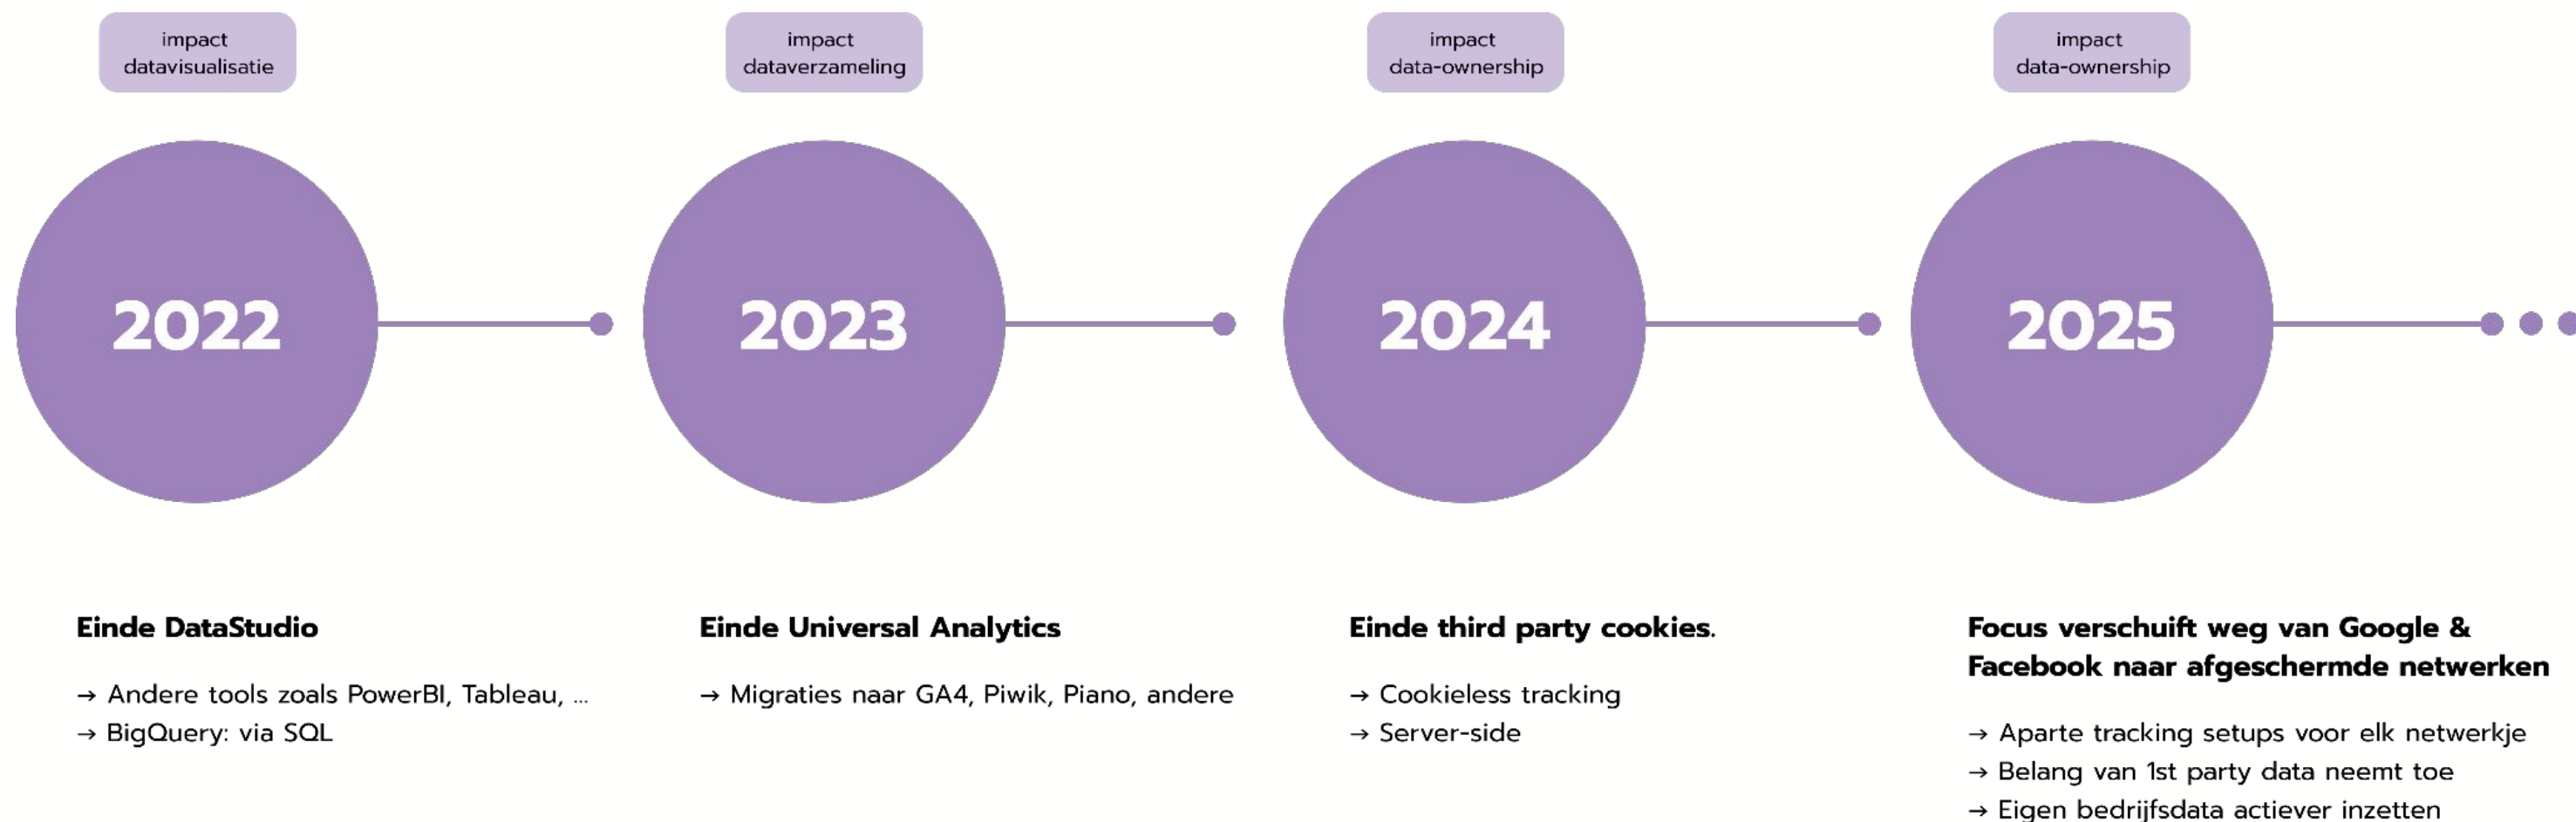 impact
datavisualisatie
impact
dataverzameling
impact
data-ownership
impact
data-ownership
2022
2023
2024
2025
Einde DataStudio
→ Andere tools zoals PowerBI, Tableau, ...
→ BigQuery: via SQL
Einde Universal Analytics
→ Migraties naar GA4, Piwik, Piano, andere
Einde third party cookies.
→ Cookieless tracking
→ Server-side
Focus verschuift weg van Google &
Facebook naar afgeschermde netwerken
→ Aparte tracking setups voor elk netwerkje
→ Belang van 1st party data neemt toe
→ Eigen bedrijfsdata actiever inzetten